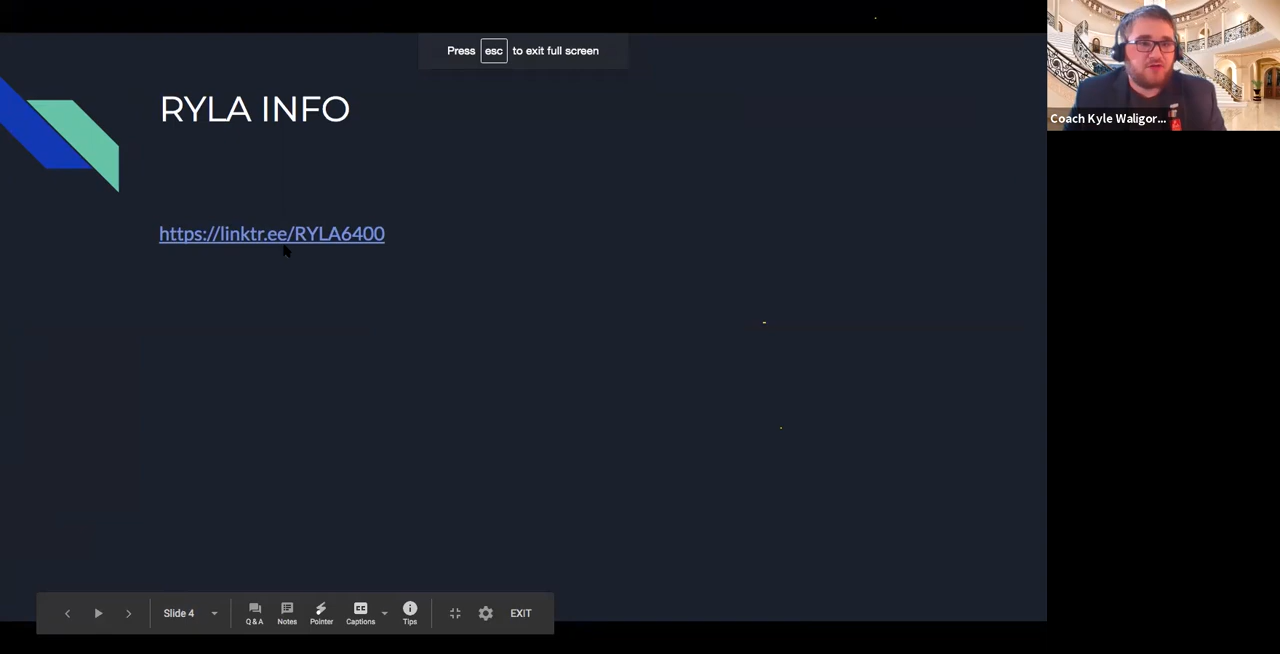 Press esc to exit full screen
RYLA INFO
Coach Kyle Waligor...
https://linktr.ee/RYLA6400
Slide 4
Q & A
Notes
Pointer
CC
Captions
Tips
EXIT